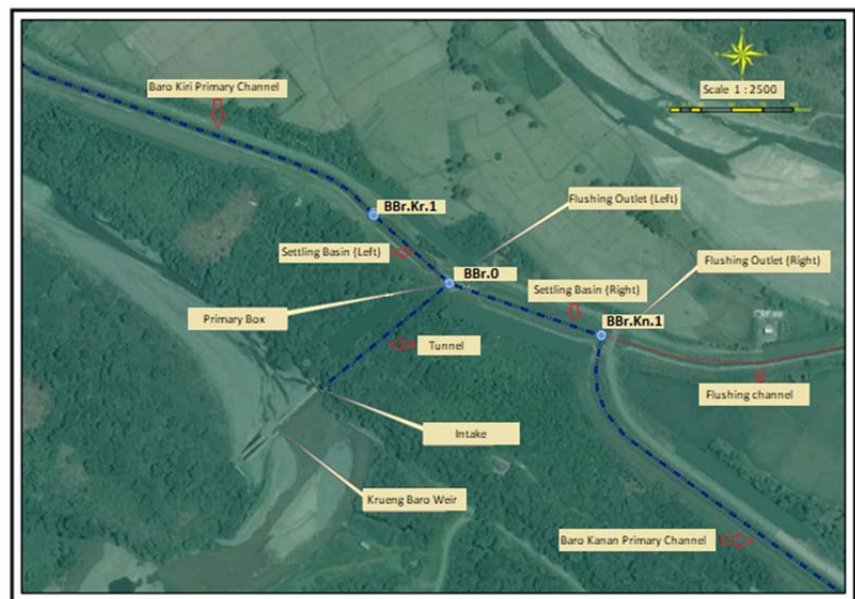 Baro Kiri Primary Channel
Scale 1 : 2500
BBr.Kr.1
Flushing Outlet (Left)
Settling Basin (Left)
Flushing Outlet (Right)
BBr.0
Settling Basin (Right)
Primary Box
BBr.Kn.1
Tunnel
Flushing channel
Intake
Krueng Baro Weir
Baro Kanan Primary Channel